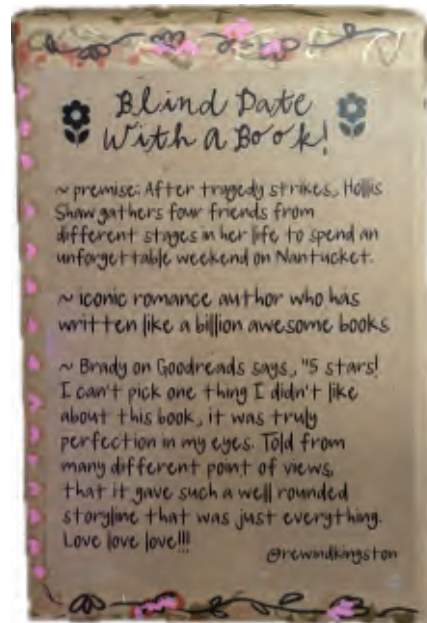 Blind Date
With A Book!
~ premise: After tragedy strikes, Hollis
Shaw gathers four friends from
different stages in her life to spend an
unforgettable weekend on Nantucket.
~ iconic romance author who has
written like a billion awesome books
~ Brady on Goodreads says, "5 stars!
I can't pick one thing I didn't like
about this book, it was truly
perfection in my eyes. Told from
many different point of views,
that it gave such a well rounded
storyline that was just everything.
Love love love!!!
@rewindkingston